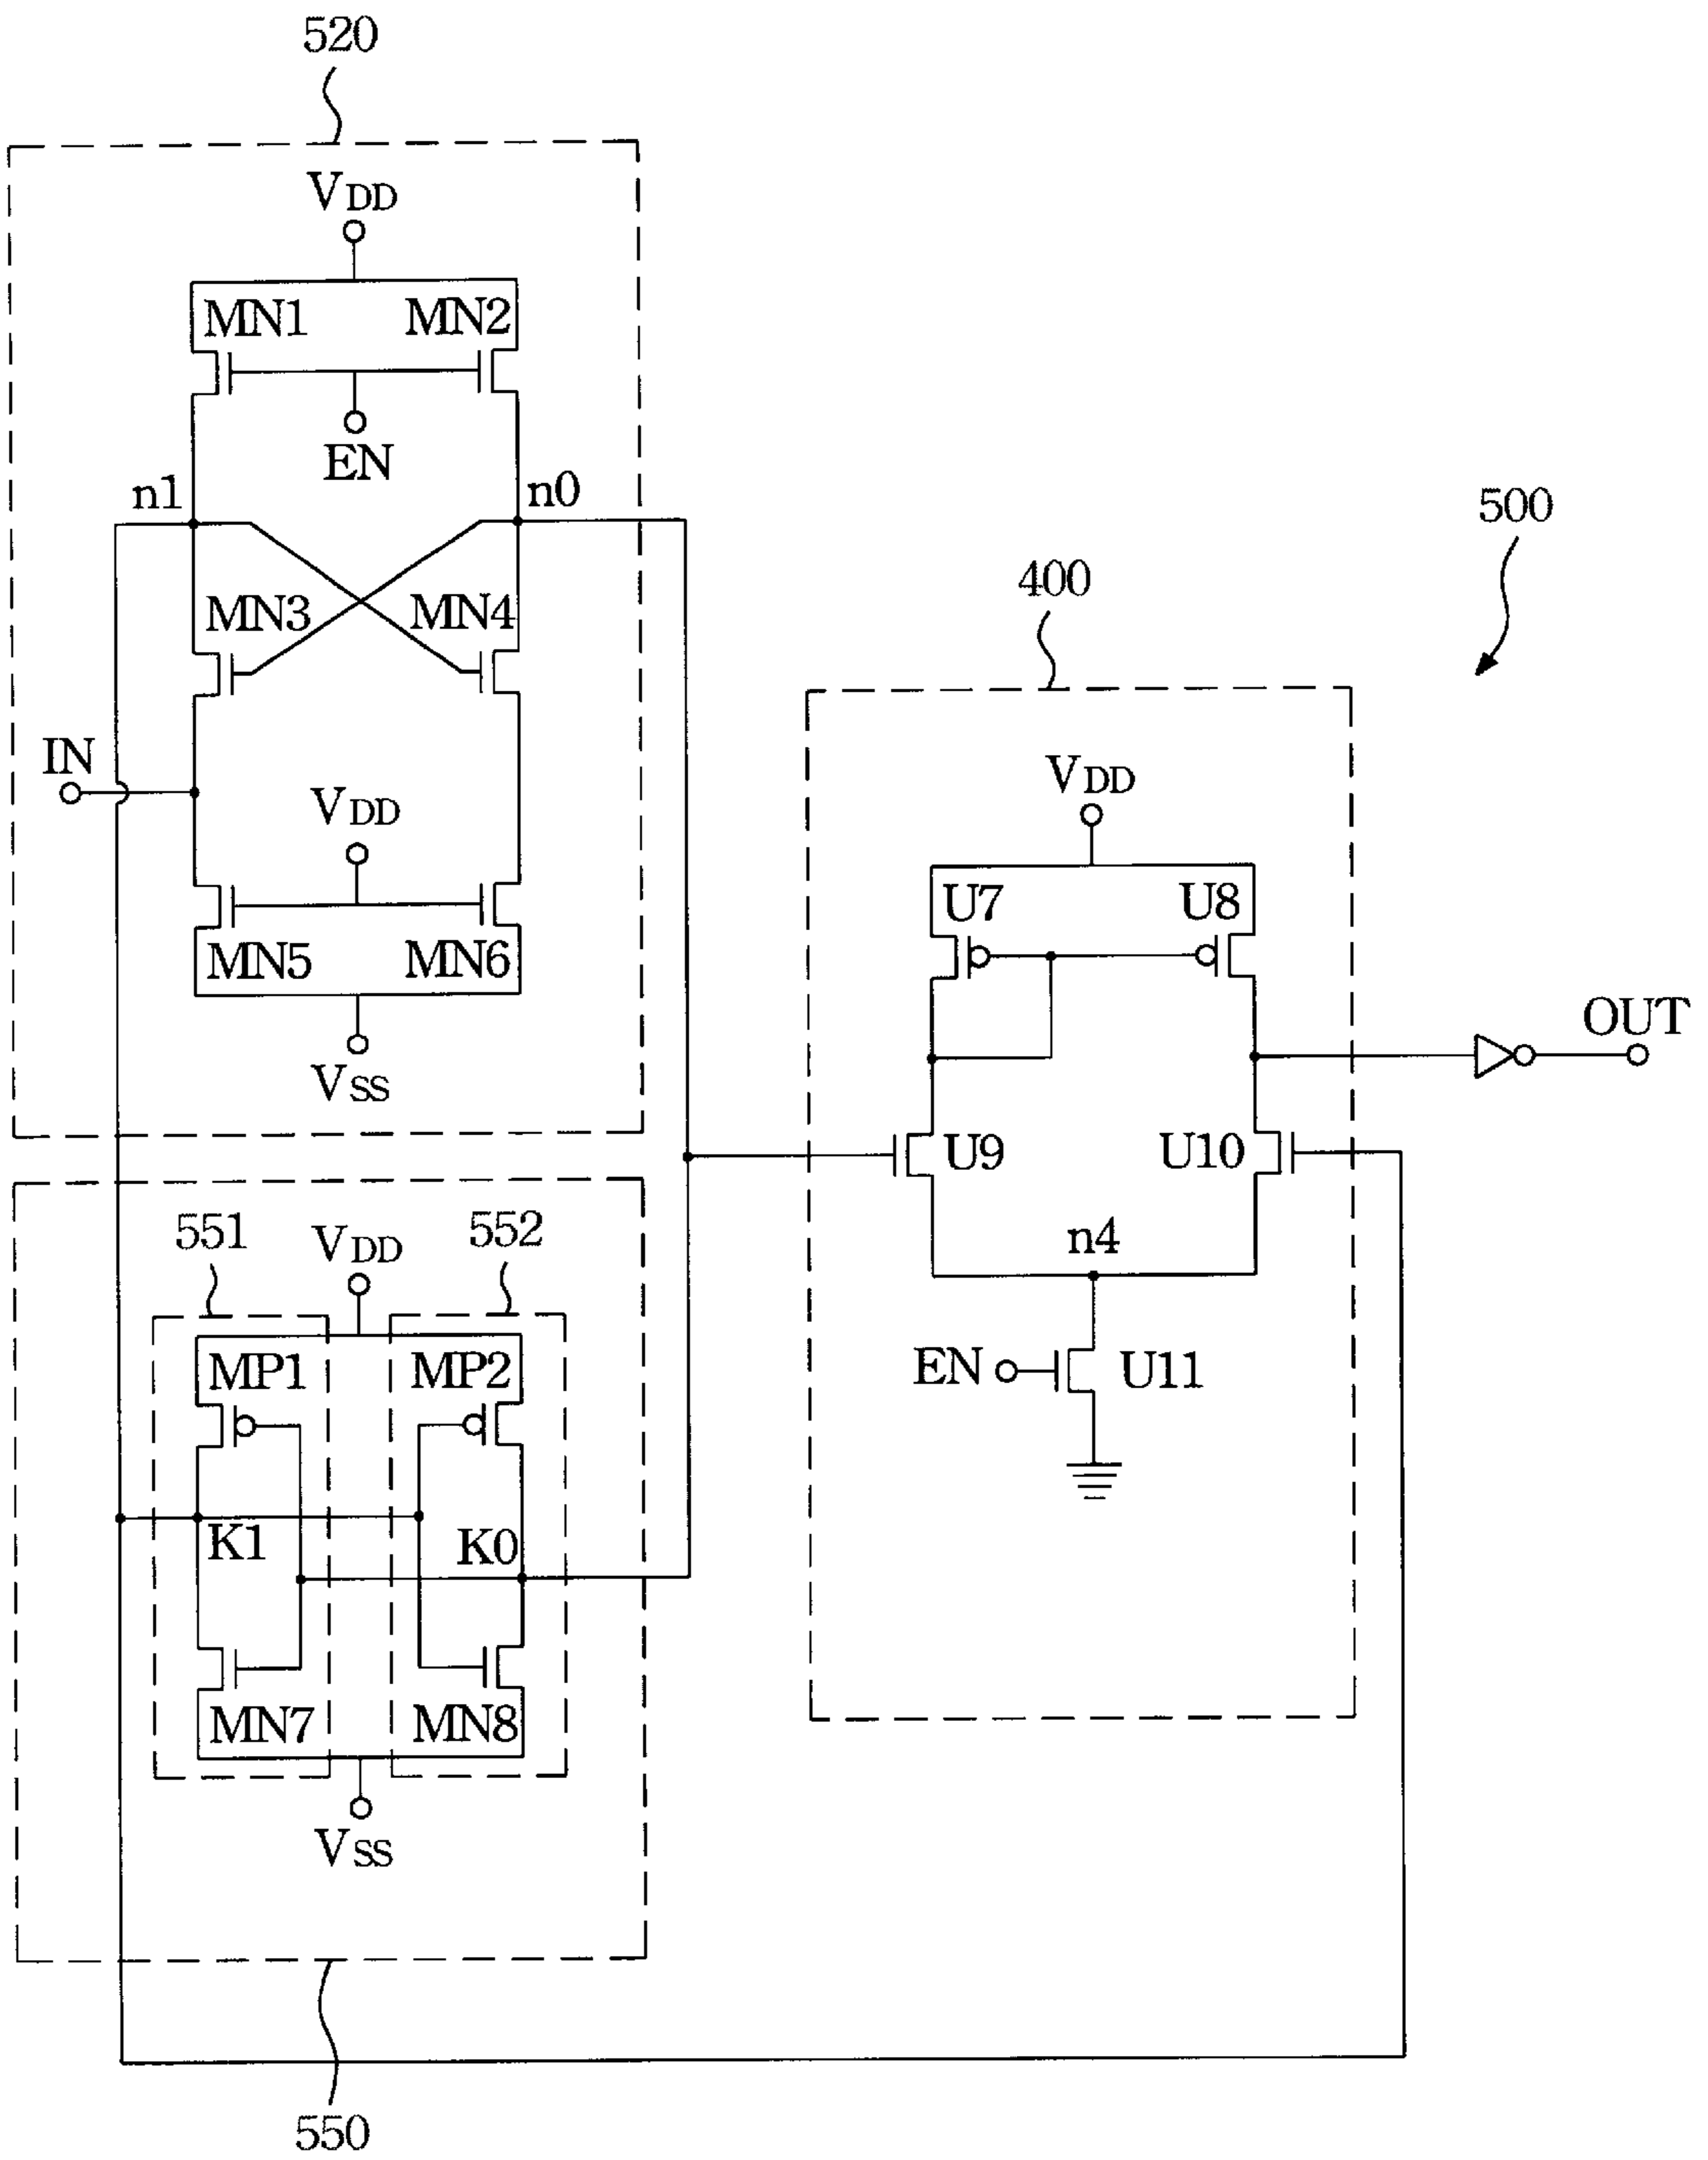 520
VDD
MN1 MN2
EN
n1 n0
MN3 MN4
IN
VDD
MN5 MN6
VSS
500
400
VDD
U7 U8
OUT
U9 U10
n4
EN U11
551 VDD 552
MP1 MP2
K1 K0
MN7 MN8
VSS
550